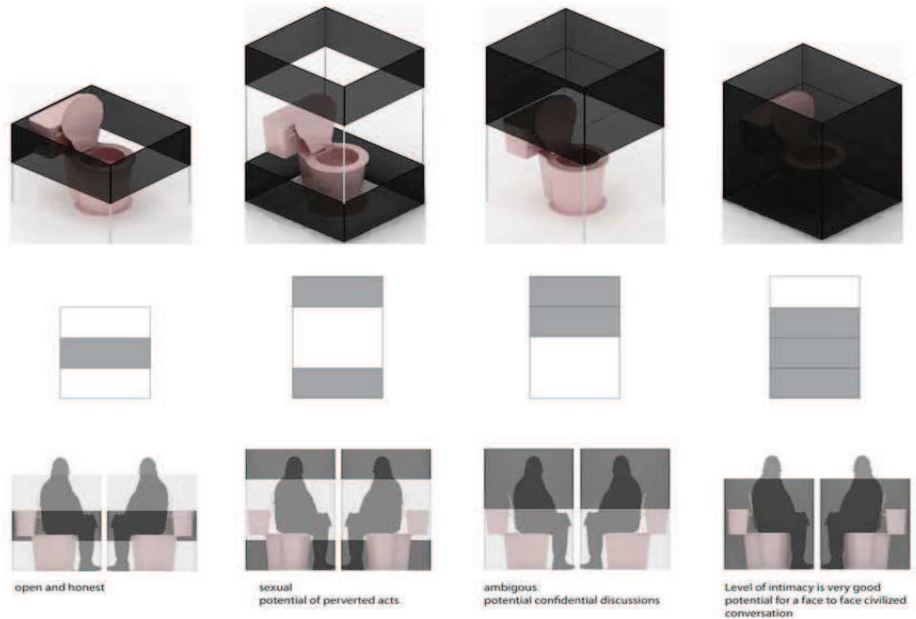 open and honest
sexual
potential of perverted acts
ambigous
potential confidential discussions
Level of intimacy is very good
potential for a face to face civilized
conversation